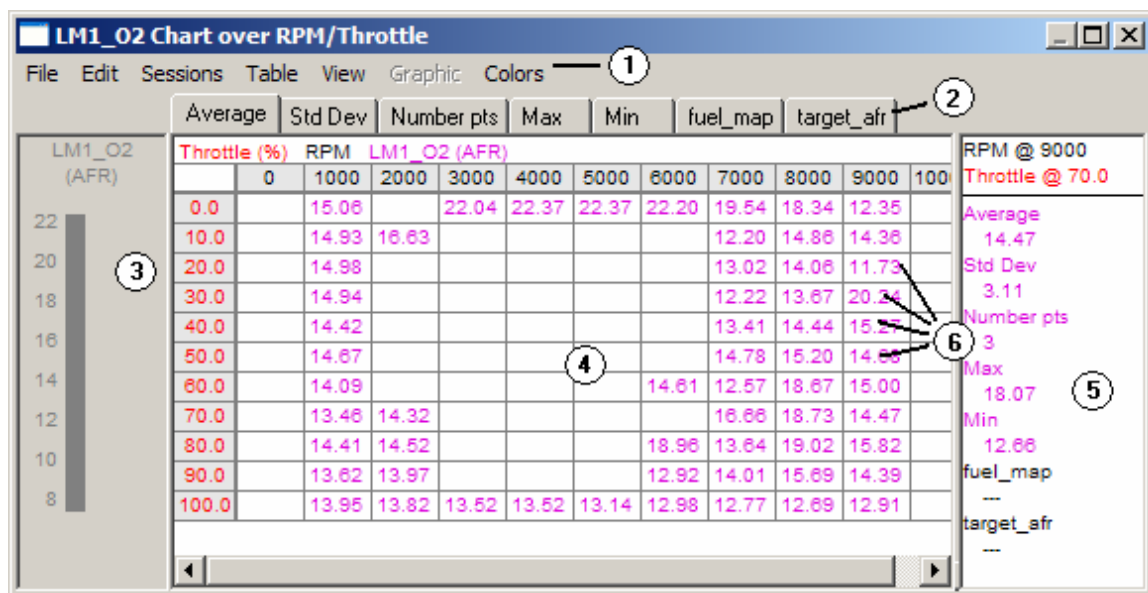 LM1_O2 Chart over RPM/Throttle
File Edit Sessions Table View Graphic Colors 1
Average Std Dev Number pts Max Min fuel_map target_afr 2
LM1_O2
(AFR)
22
20
18
16
14
12
10
8
3
Throttle (%) RPM LM1_O2 (AFR)
0 1000 2000 3000 4000 5000 6000 7000 8000 9000 100
0.0 15.06 22.04 22.37 22.37 22.20 19.54 18.34 12.35
10.0 14.93 16.63 12.20 14.86 14.36
20.0 14.98 13.02 14.06 11.73
30.0 14.94 12.22 13.67 20.24
40.0 14.42 13.41 14.44 15.27
50.0 14.67 14.78 15.20
60.0 14.09 14.61 12.57 18.67 15.00
70.0 13.46 14.32 16.66 18.73 14.47
80.0 14.41 14.52 18.96 13.64 19.02 15.82
90.0 13.62 13.97 12.92 14.01 15.69 14.39
100.0 13.95 13.82 13.52 13.52 13.14 12.98 12.77 12.69 12.91
4
6
RPM @ 9000
Throttle @ 70.0
Average
14.47
Std Dev
3.11
Number pts
3
Max
18.07
Min
12.66
fuel_map
---
target_afr
---
5